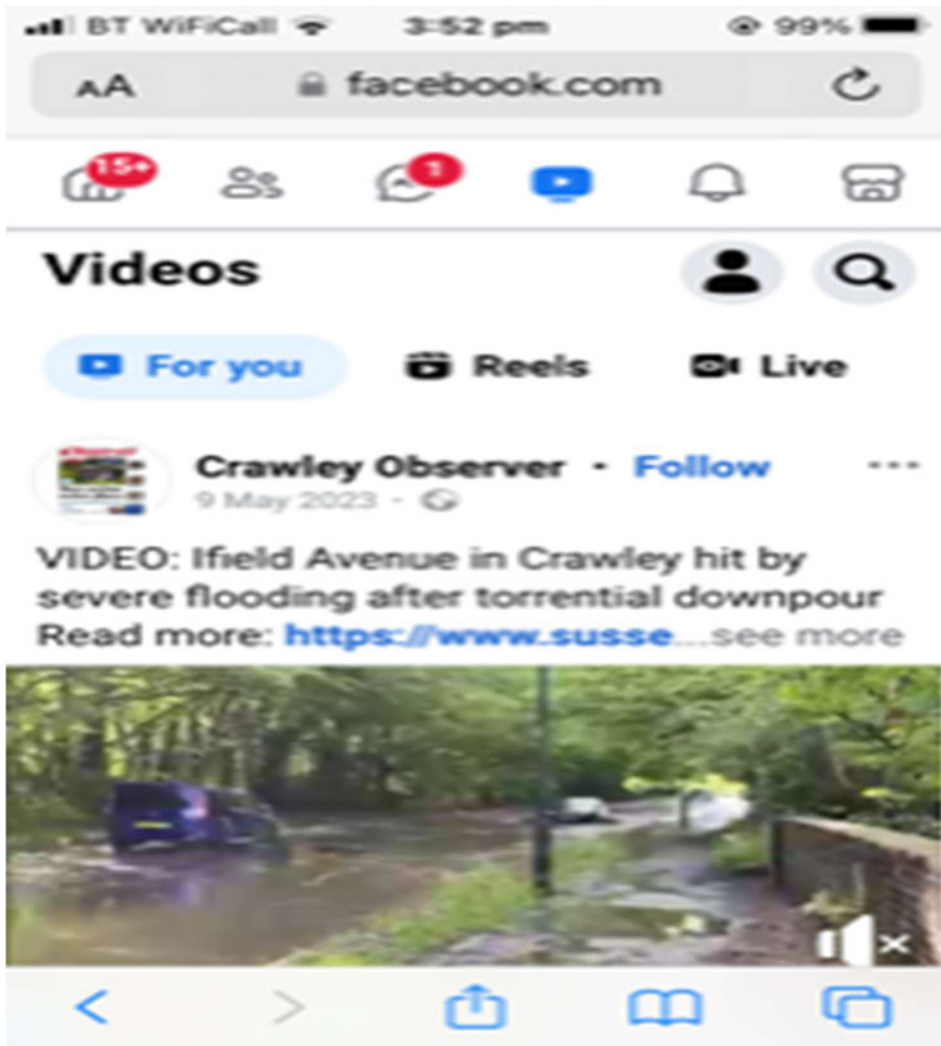 BT WiFiCall 3:52 pm 99%
AA facebook.com
15+ 1
Videos
For you Reels Live
Crawley Observer · Follow ...
9 May 2023 ·
VIDEO: Ifield Avenue in Crawley hit by
severe flooding after torrential downpour
Read more: https://www.susse...see more